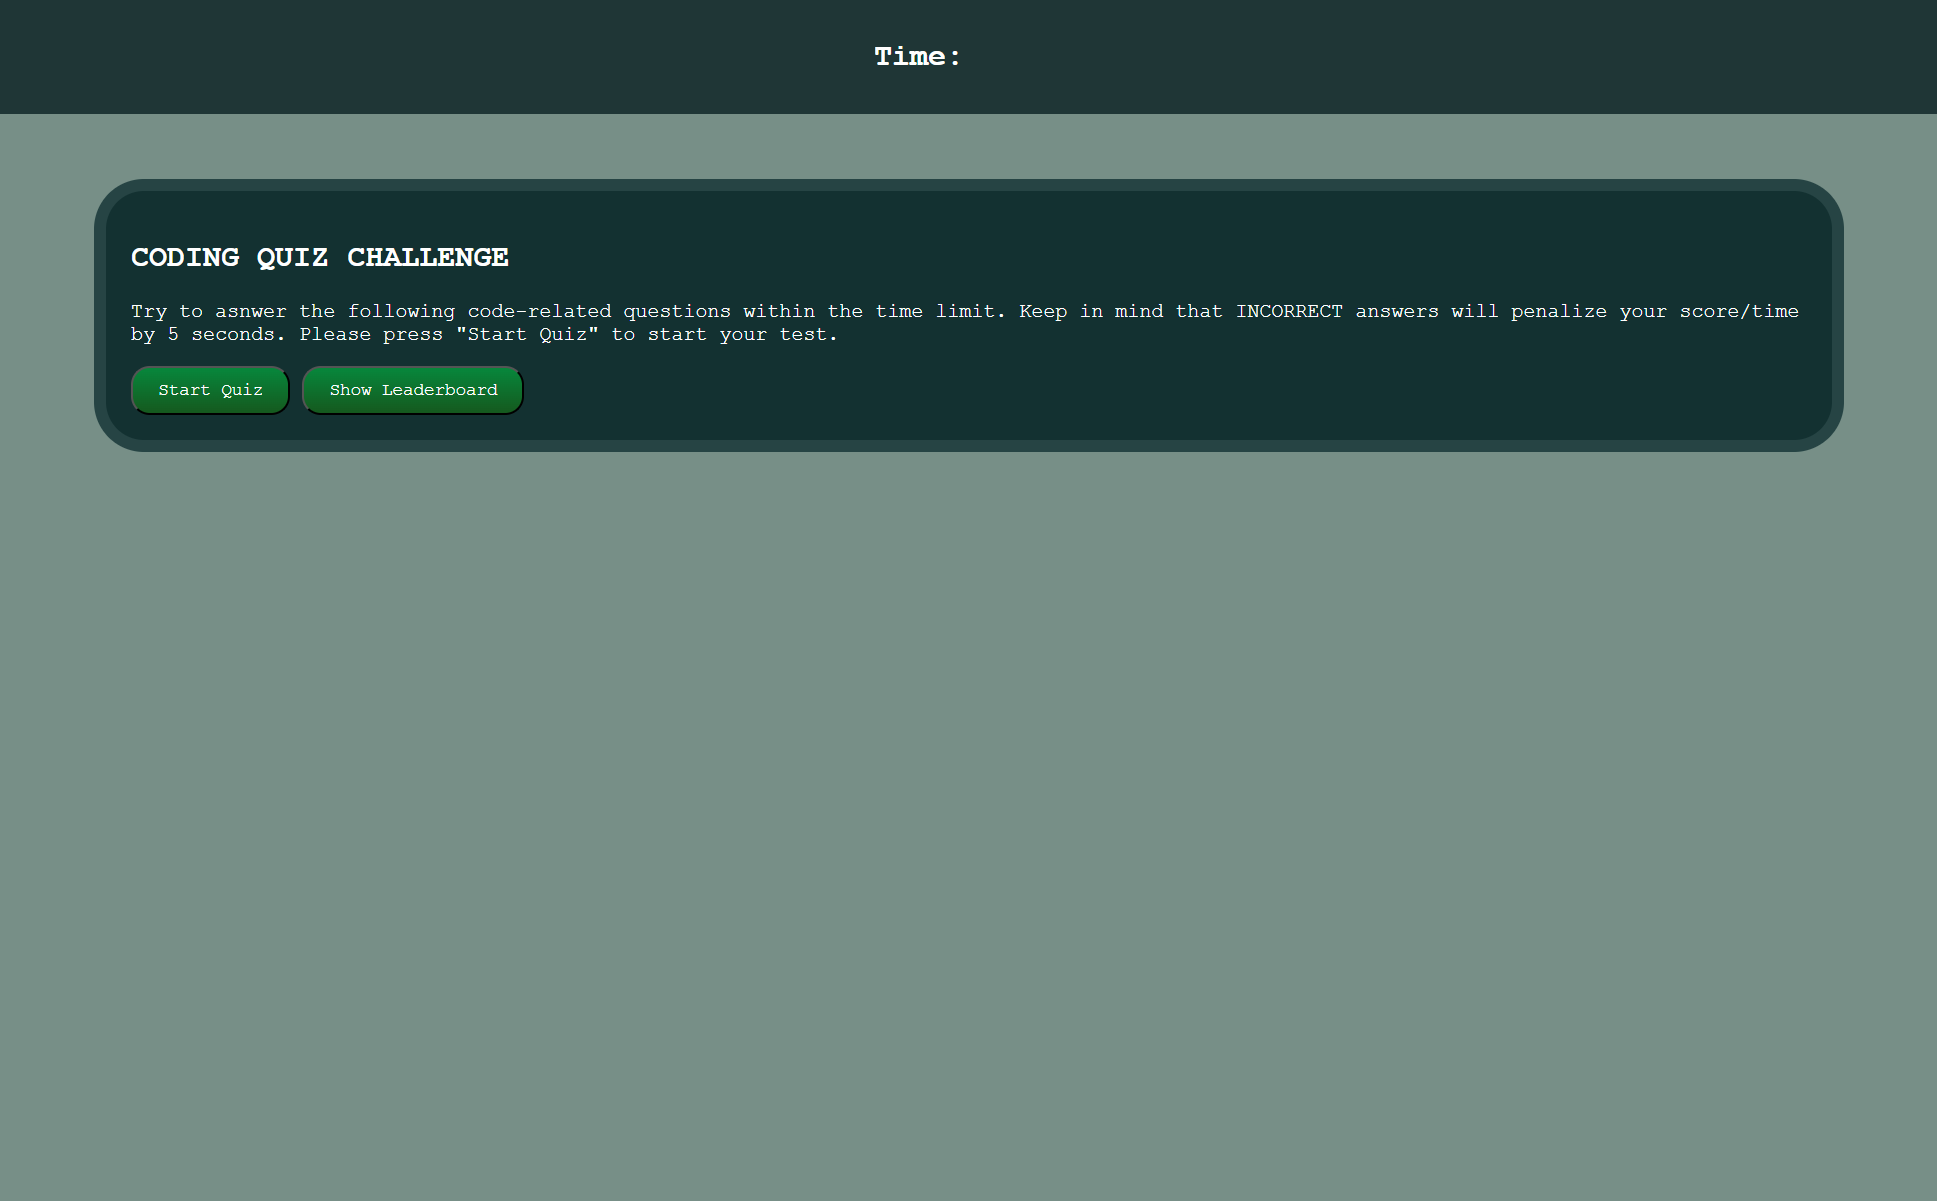 Time:
CODING QUIZ CHALLENGE
Try to asnwer the following code-related questions within the time limit. Keep in mind that INCORRECT answers will penalize your score/time
by 5 seconds. Please press "Start Quiz" to start your test.
Start Quiz
Show Leaderboard